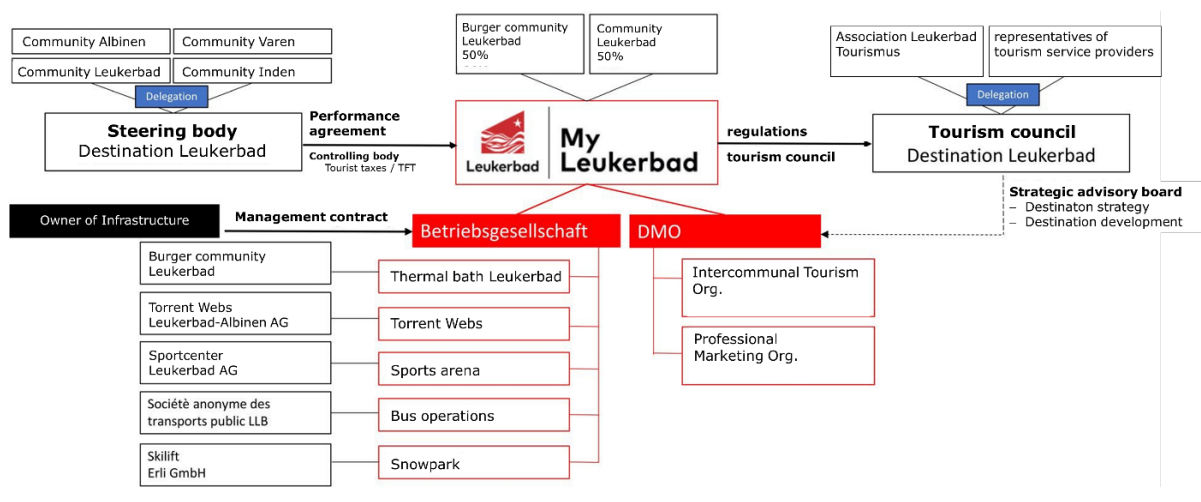 Community Albinen
Community Varen
Community Leukerbad
Community Inden
Delegation
Steering body
Destination Leukerbad
Performance
agreement
Controlling body
Tourist taxes / TFT
Burger community
Leukerbad
50%
Community
Leukerbad
50%
Leukerbad
My
Leukerbad
regulations
tourism council
Association Leukerbad
Tourismus
representatives of
tourism service providers
Delegation
Tourism council
Destination Leukerbad
Strategic advisory board
– Destinaton strategy
– Destination development
Owner of Infrastructure
Management contract
Betriebsgesellschaft
DMO
Burger community
Leukerbad
Thermal bath Leukerbad
Torrent Webs
Leukerbad-Albinen AG
Torrent Webs
Sportcenter
Leukerbad AG
Sports arena
Sociétè anonyme des
transports public LLB
Bus operations
Skilift
Erli GmbH
Snowpark
Intercommunal Tourism
Org.
Professional
Marketing Org.